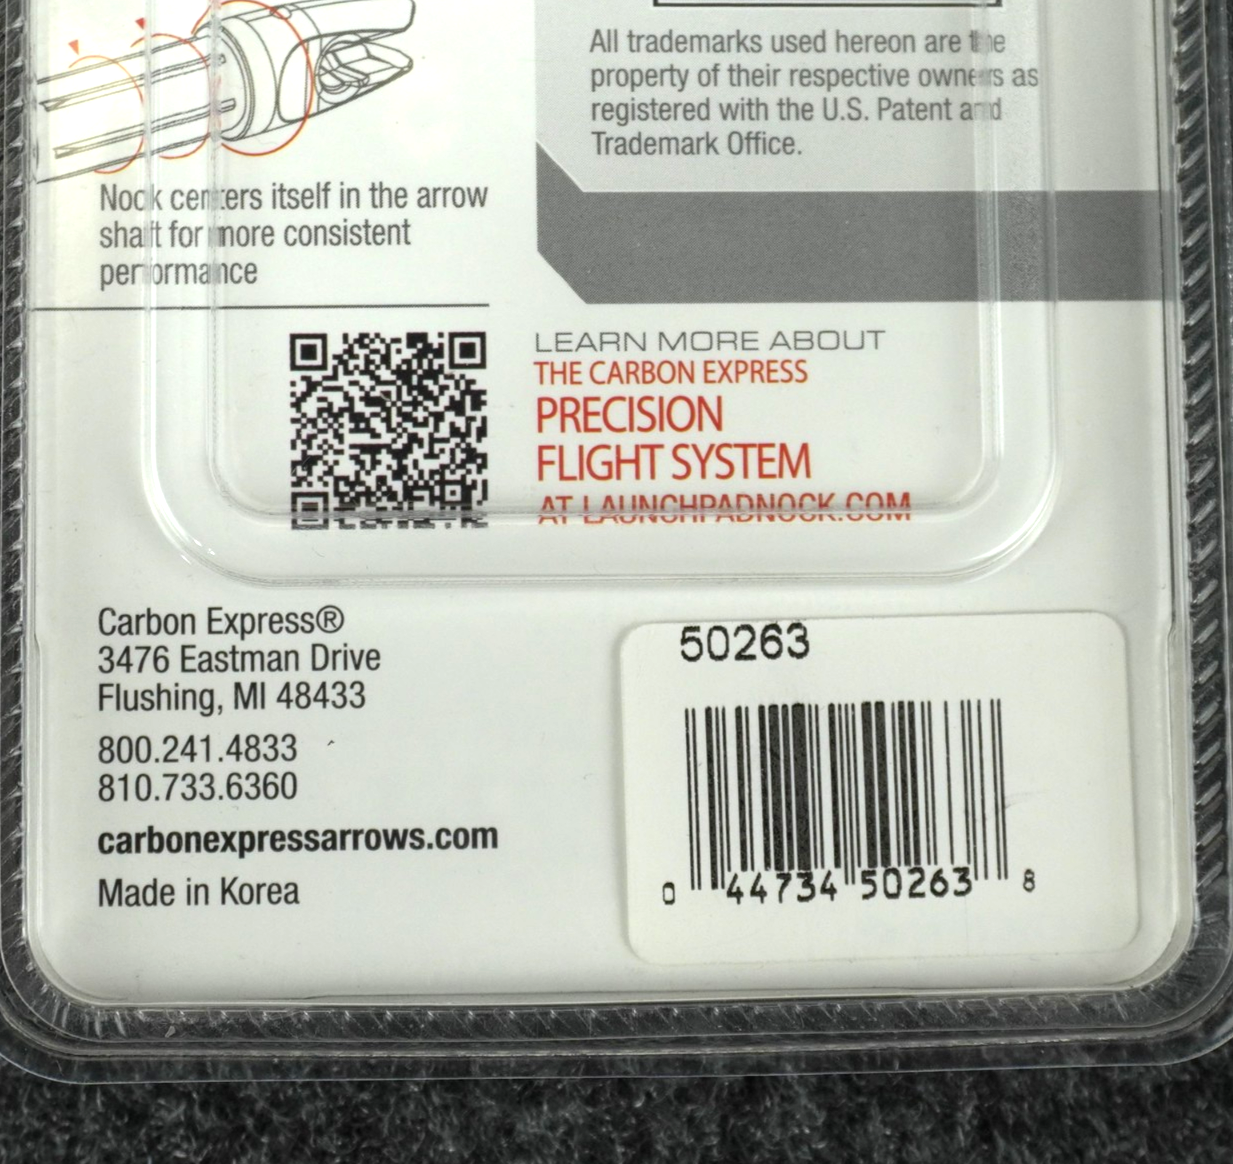 All trademarks used hereon are the
property of their respective owners as
registered with the U.S. Patent and
Trademark Office.
Nock centers itself in the arrow
shaft for more consistent
performance
LEARN MORE ABOUT
THE CARBON EXPRESS
PRECISION
FLIGHT SYSTEM
AT LAUNCHPADNOCK.COM
Carbon Express®
3476 Eastman Drive
Flushing, MI 48433
800.241.4833
810.733.6360
carbonexpressarrows.com
Made in Korea
50263
0 44734 50263 8